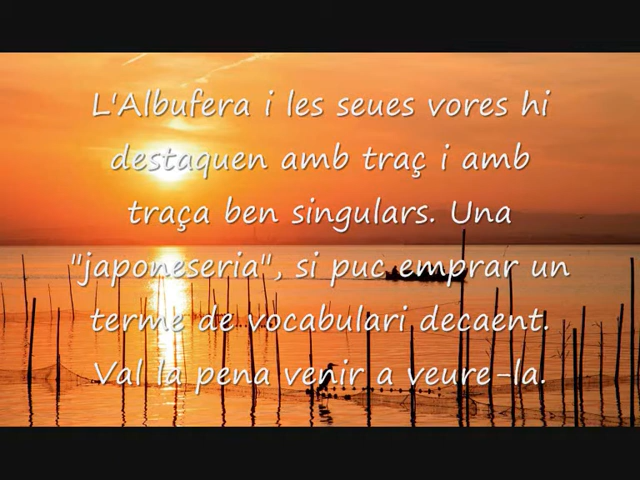 L'Albufera i les seues vores hi
destaquen amb traç i amb
traça ben singulars. Una
"japoneseria", si puc emprar un
terme de vocabulari decaent.
Val la pena venir a veure-la.